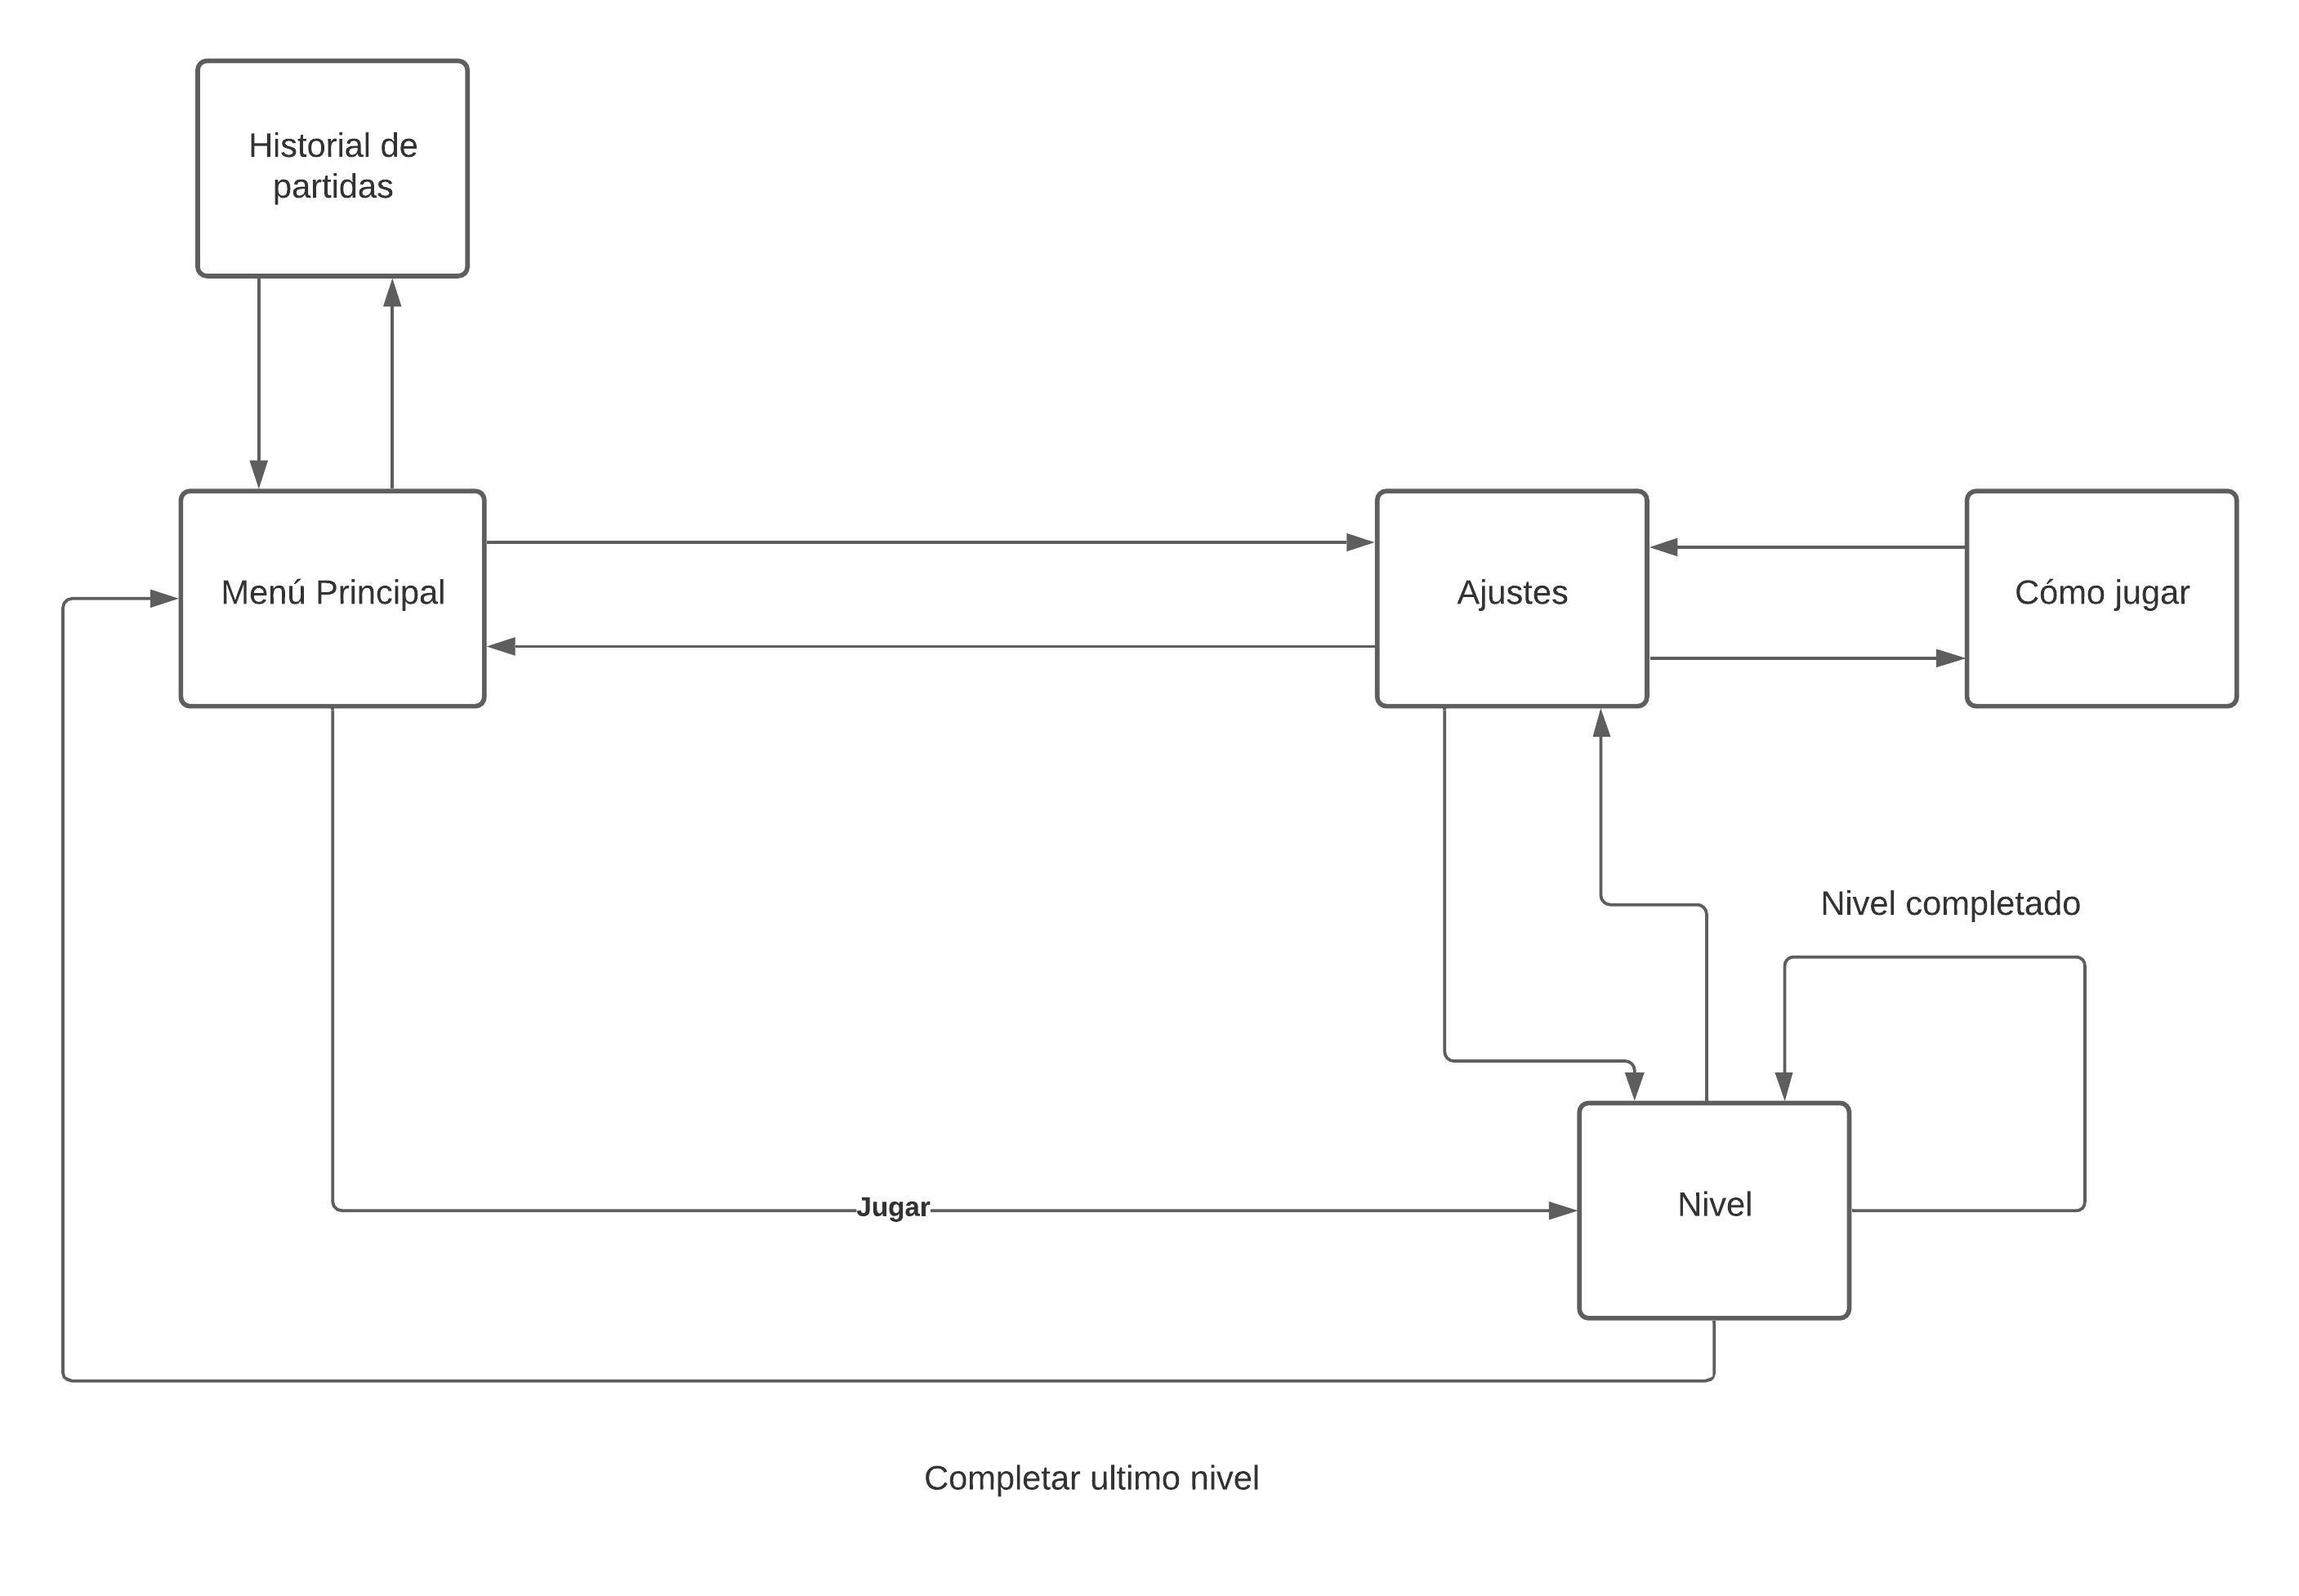 Historial de
partidas
Menú Principal
Ajustes
Cómo jugar
Nivel completado
Jugar
Nivel
Completar ultimo nivel